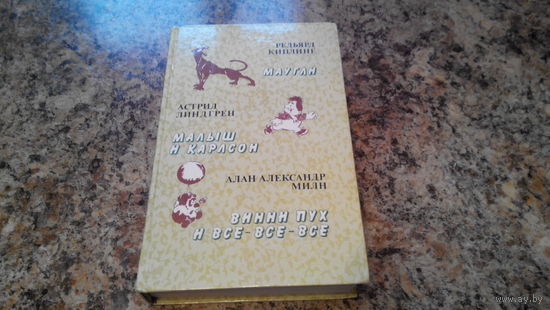 РЕДЬЯРД
КИПЛИНГ
МАУГЛИ
АСТРИД
ЛИНДГРЕН
МАЛЫШ
И КАРЛСОН
АЛАН АЛЕКСАНДР
МИЛН
ВИННИ ПУХ
И ВСЕ-ВСЕ-ВСЕ
© www.ay.by